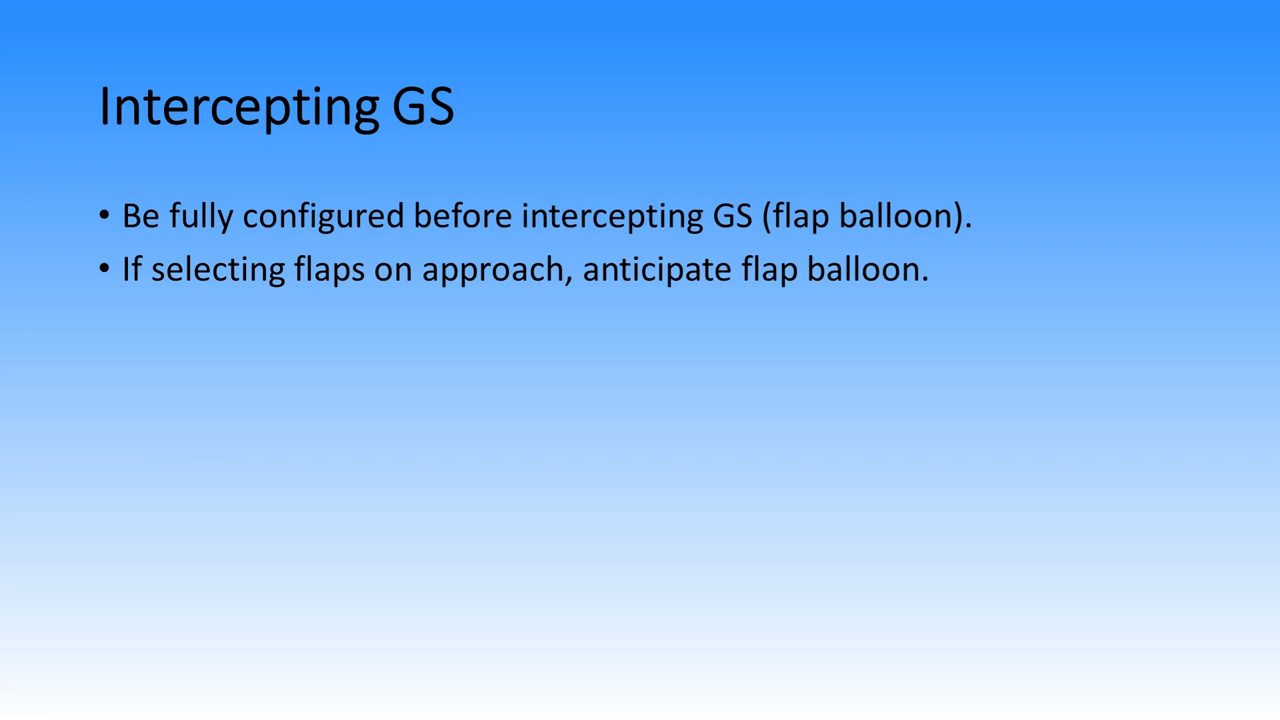 Intercepting GS
• Be fully configured before intercepting GS (flap balloon).
• If selecting flaps on approach, anticipate flap balloon.